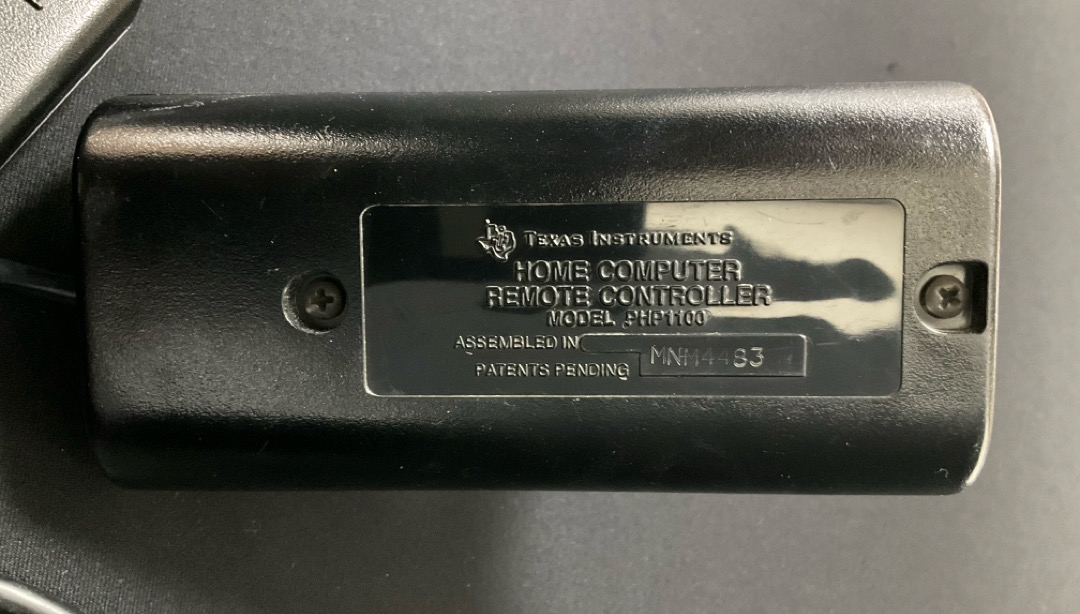 TEXAS INSTRUMENTS
HOME COMPUTER
REMOTE CONTROLLER
MODEL PHP1100
ASSEMBLED IN
MNM4483
PATENTS PENDING